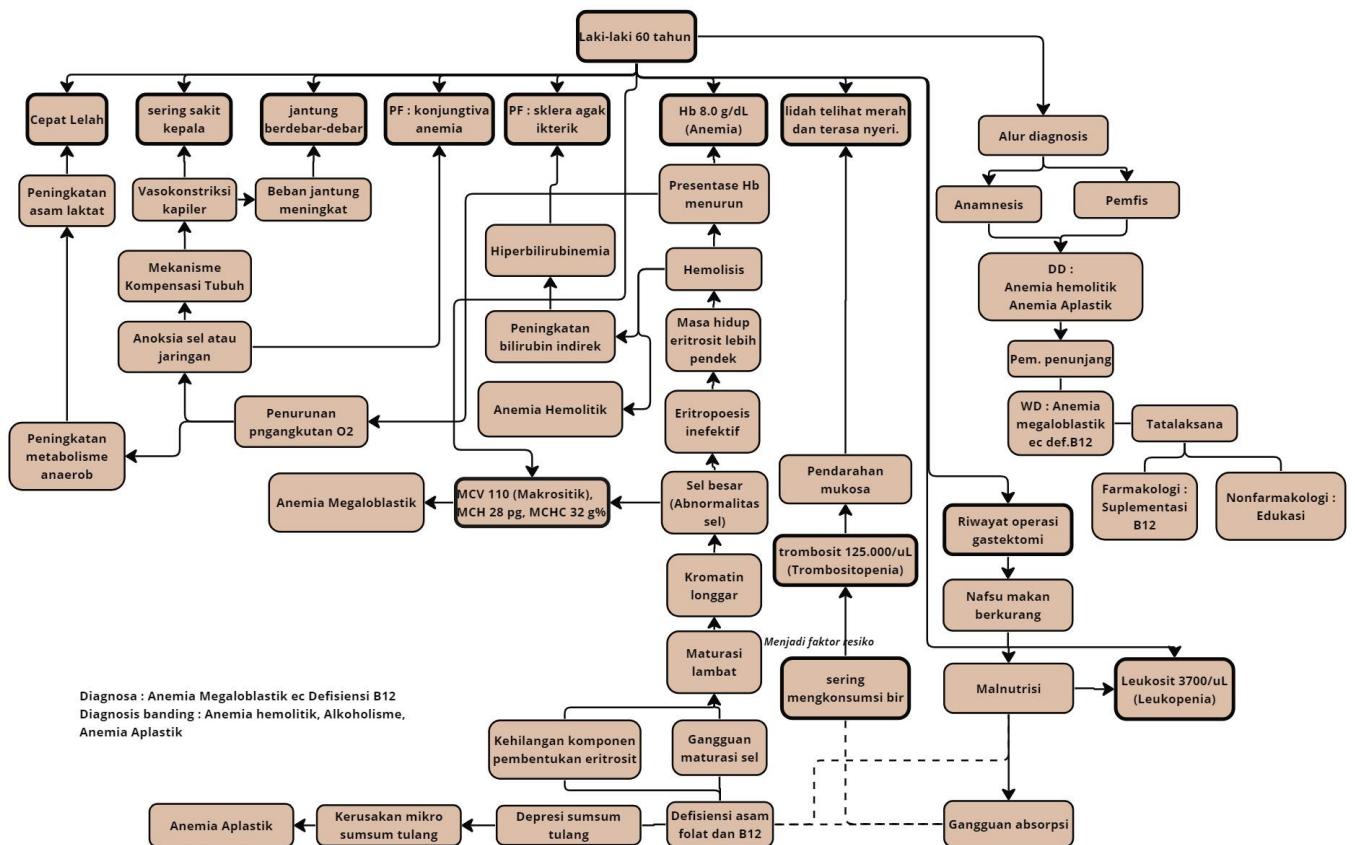 Laki-laki 60 tahun
Cepat Lelah
sering sakit
kepala
jantung
berdebar-debar
PF : konjungtiva
anemia
PF : sklera agak
ikterik
Hb 8.0 g/dL
(Anemia)
lidah telihat merah
dan terasa nyeri.
Alur diagnosis
Peningkatan
asam laktat
Vasokonstriksi
kapiler
Beban jantung
meningkat
Presentase Hb
menurun
Anamnesis
Pemfis
Hiperbilirubinemia
Hemolisis
Mekanisme
Kompensasi Tubuh
DD :
Anemia hemolitik
Anemia Aplastik
Anoksia sel atau
jaringan
Peningkatan
bilirubin indirek
Masa hidup
eritrosit lebih
pendek
Pem. penunjang
Anemia Hemolitik
Eritropoesis
inefektif
Penurunan
pngangkutan O2
Peningkatan
metabolisme
anaerob
WD : Anemia
megaloblastik
ec def.B12
Tatalaksana
Anemia Megaloblastik
MCV 110 (Makrositik),
MCH 28 pg, MCHC 32 g%
Sel besar
(Abnormalitas
sel)
Pendarahan
mukosa
Farmakologi :
Suplementasi
B12
Nonfarmakologi :
Edukasi
Riwayat operasi
gastektomi
trombosit 125.000/uL
(Trombositopenia)
Kromatin
longgar
Nafsu makan
berkurang
Menjadi faktor resiko
Maturasi
lambat
sering
mengkonsumsi bir
Malnutrisi
Leukosit 3700/uL
(Leukopenia)
Diagnosa : Anemia Megaloblastik ec Defisiensi B12
Diagnosis banding : Anemia hemolitik, Alkoholisme,
Anemia Aplastik
Kehilangan komponen
pembentukan eritrosit
Gangguan
maturasi sel
Anemia Aplastik
Kerusakan mikro
sumsum tulang
Depresi sumsum
tulang
Defisiensi asam
folat dan B12
Gangguan absorpsi